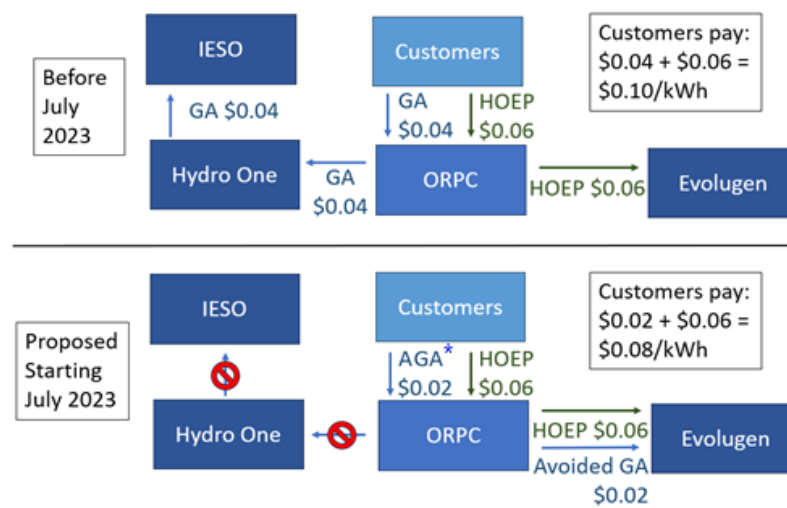 Before
July
2023
IESO
GA $0.04
Hydro One
GA
$0.04
Customers
GA
$0.04
HOEP
$0.06
ORPC
HOEP $0.06
Evolugen
Customers pay:
$0.04 + $0.06 =
$0.10/kWh
Proposed
Starting
July 2023
IESO
Hydro One
Customers
AGA*
$0.02
HOEP
$0.06
ORPC
HOEP $0.06
Avoided GA
$0.02
Evolugen
Customers pay:
$0.02 + $0.06 =
$0.08/kWh